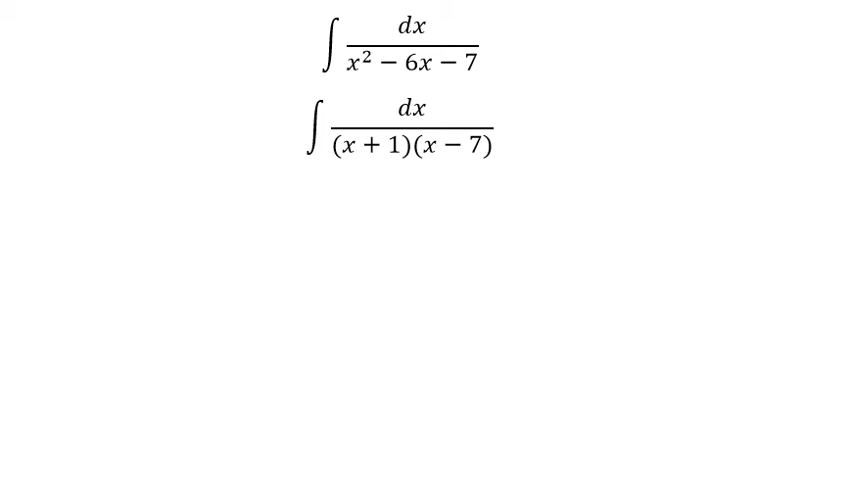 ∫ dx / (x² − 6x − 7)
∫ dx / ((x + 1)(x − 7))